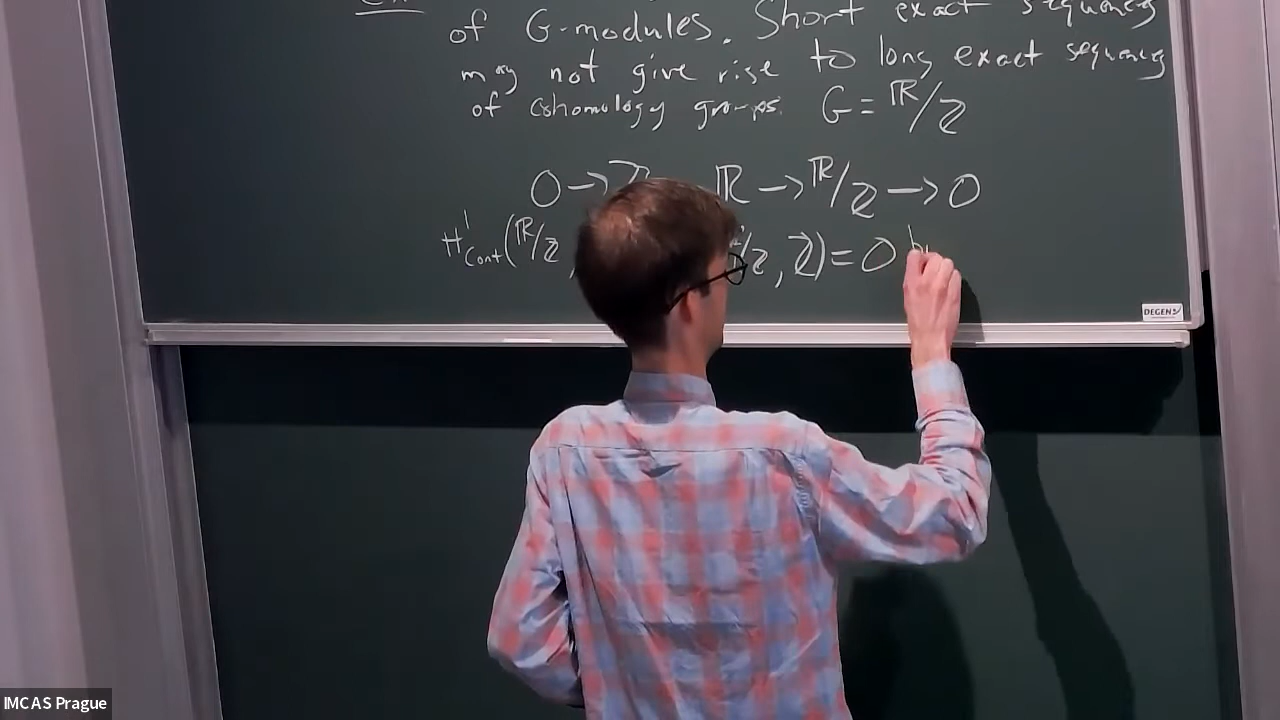 of G-modules. Short exact sequences
may not give rise to long exact sequences
of cohomology groups. G = ℝ/ℤ
0 → ℤ ℝ → ℝ/ℤ → 0
H¹cont(ℝ/ℤ, /ℤ, ℤ) = 0
DEGEN
IMCAS Prague